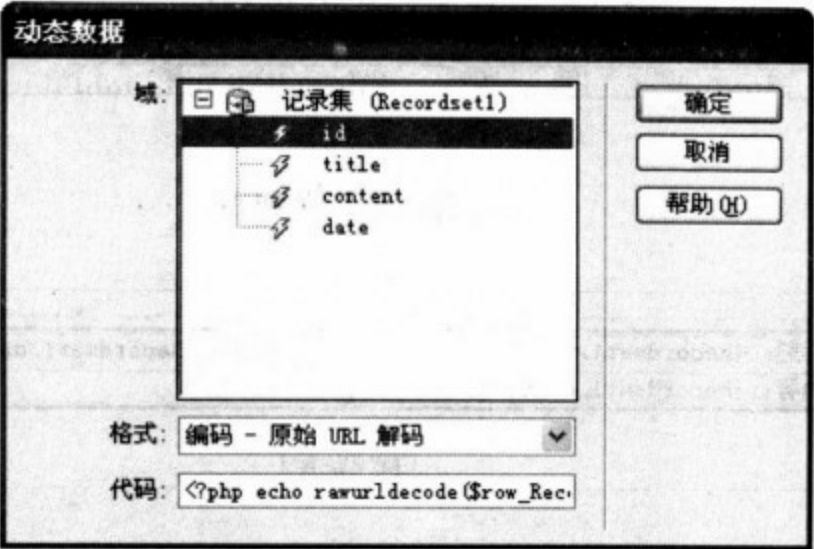 动态数据
域:
记录集 (Recordset1)
id
title
content
date
确定
取消
帮助(H)
格式: 编码 - 原始 URL 解码
代码: <?php echo rawurldecode($row_Rec